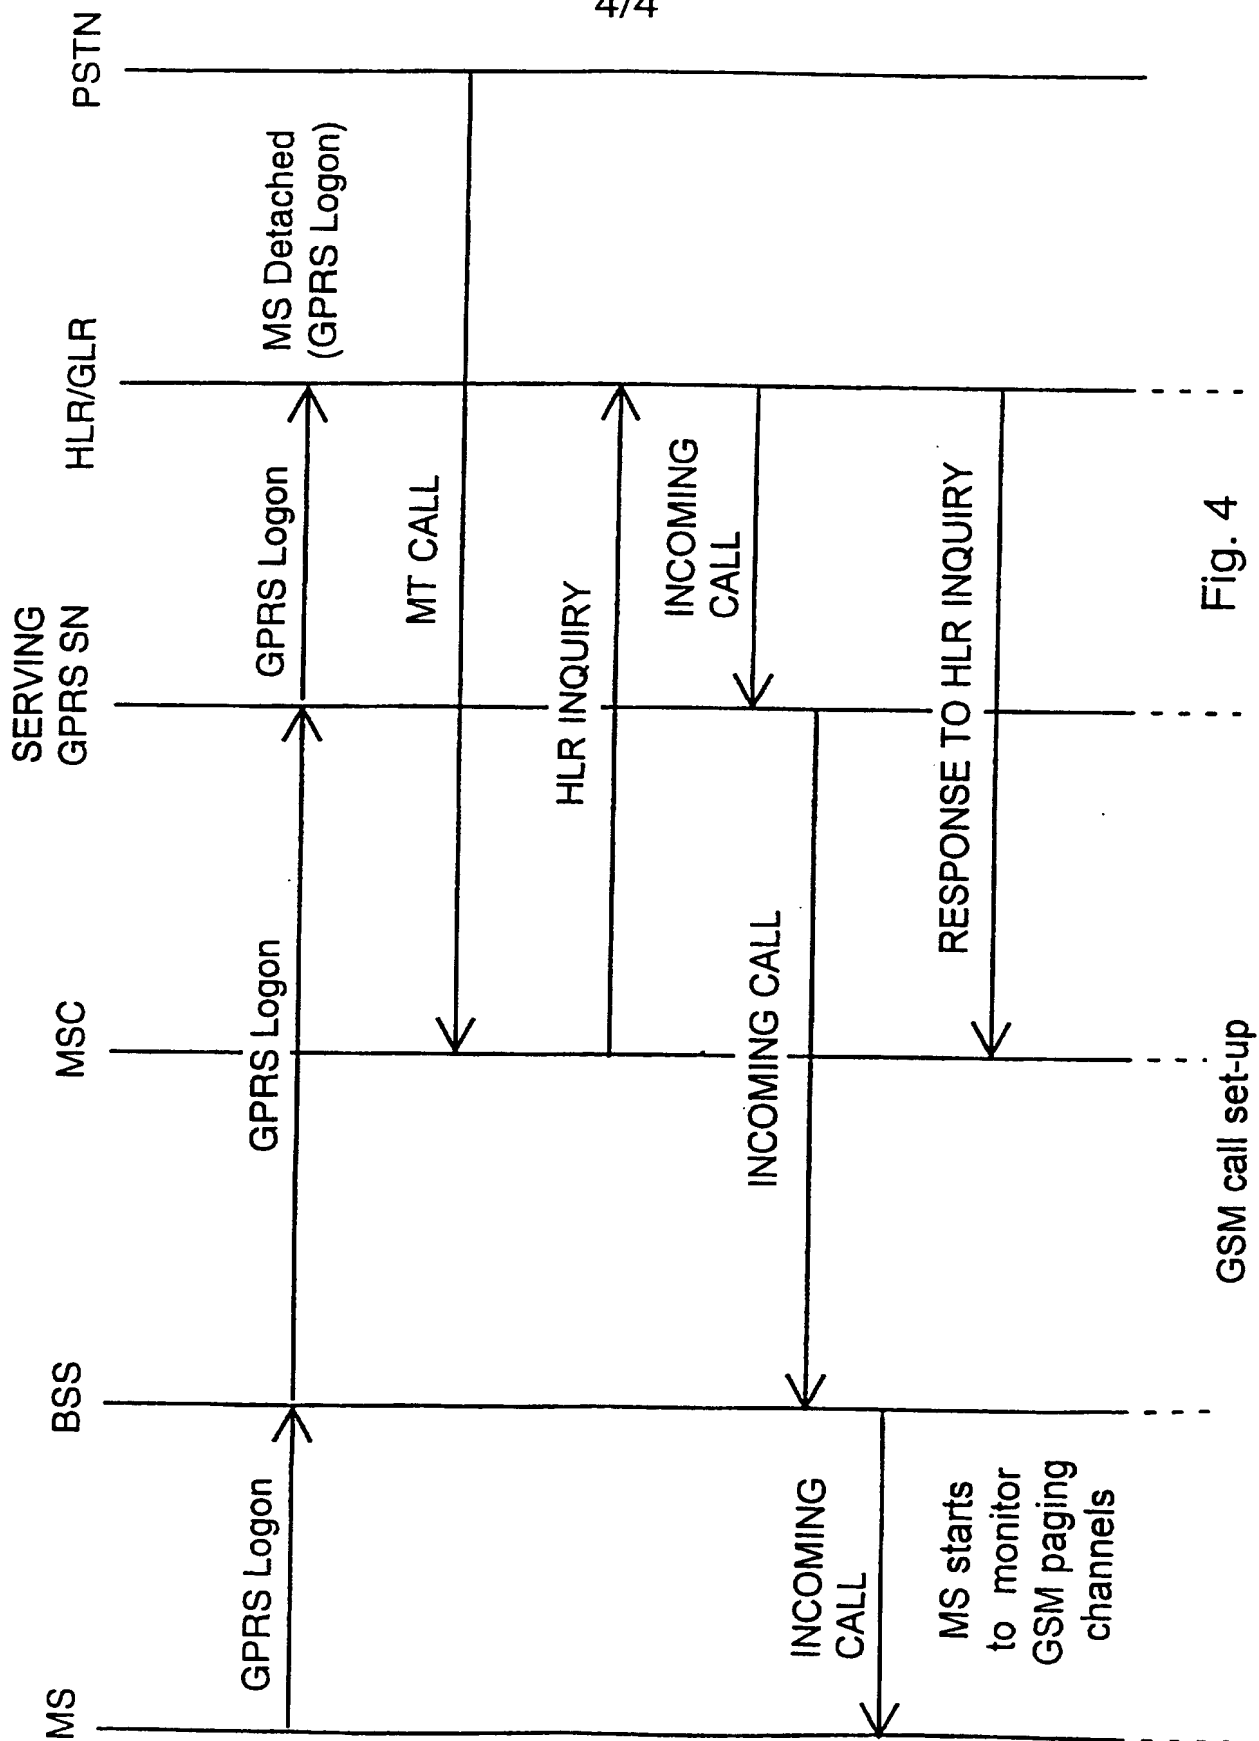 4/4
MS
BSS
MSC
SERVING
GPRS SN
HLR/GLR
PSTN
GPRS Logon
GPRS Logon
GPRS Logon
MS Detached
(GPRS Logon)
MT CALL
HLR INQUIRY
INCOMING
CALL
INCOMING CALL
INCOMING
CALL
MS starts
to monitor
GSM paging
channels
RESPONSE TO HLR INQUIRY
GSM call set-up
Fig. 4